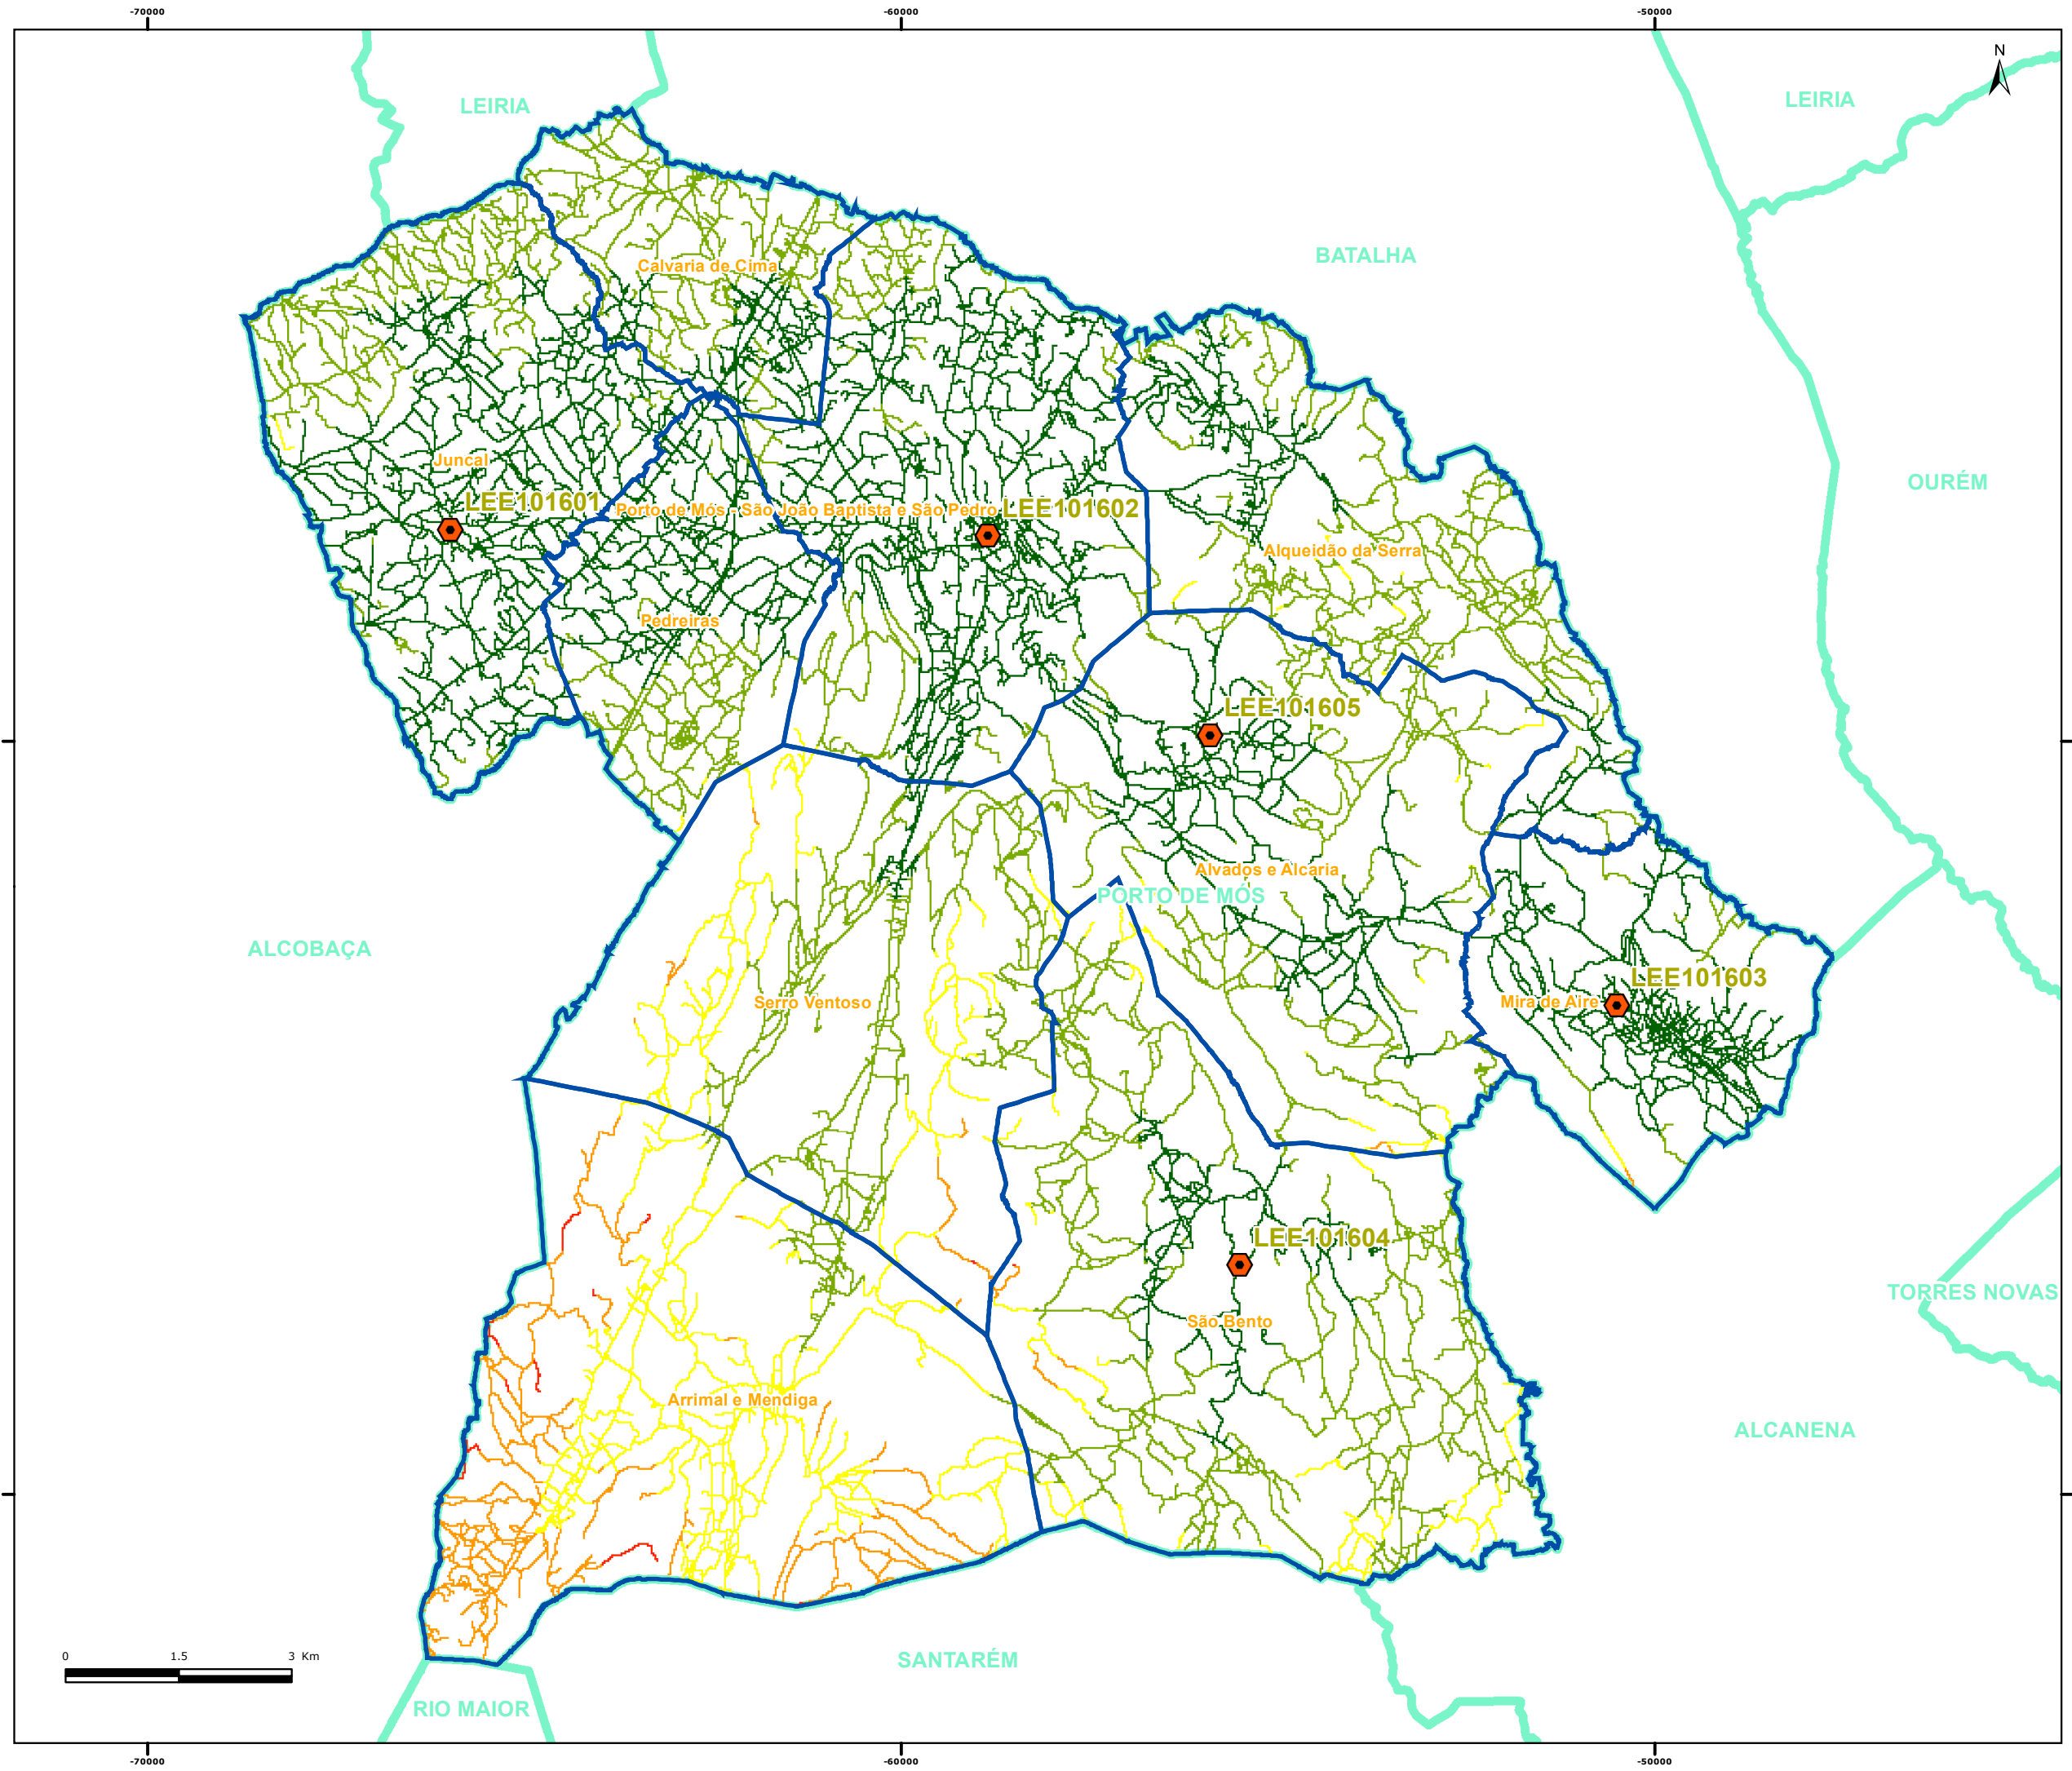 -70000
-60000
-50000
N
LEIRIA
LEIRIA
BATALHA
Calvaria de Cima
Juncal
OURÉM
LEE101601
Porto de Mós - São João Baptista e São Pedro
LEE101602
Alqueidão da Serra
Pedreiras
LEE101605
Alvados e Alcaria
PORTO DE MÓS
ALCOBAÇA
LEE101603
Serro Ventoso
Mira de Aire
LEE101604
TORRES NOVAS
São Bento
Arrimal e Mendiga
ALCANENA
0 1.5 3 Km
SANTARÉM
RIO MAIOR
-70000
-60000
-50000